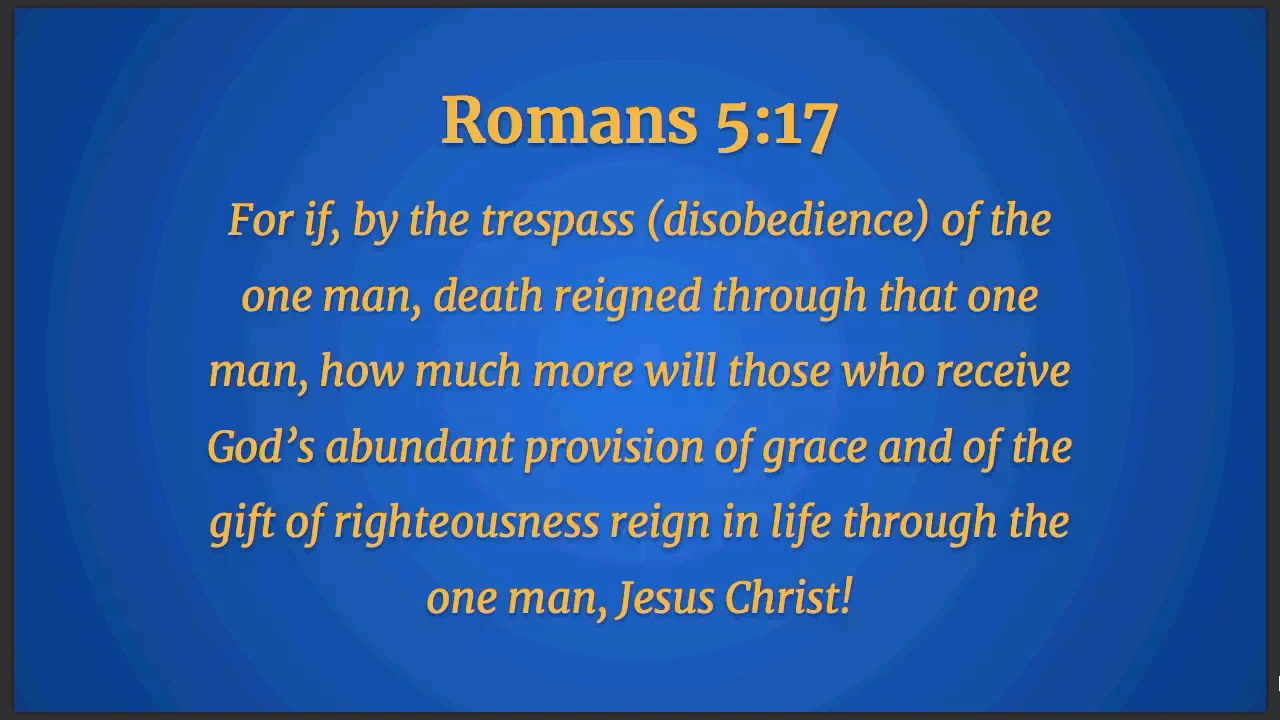 Romans 5:17
For if, by the trespass (disobedience) of the
one man, death reigned through that one
man, how much more will those who receive
God’s abundant provision of grace and of the
gift of righteousness reign in life through the
one man, Jesus Christ!